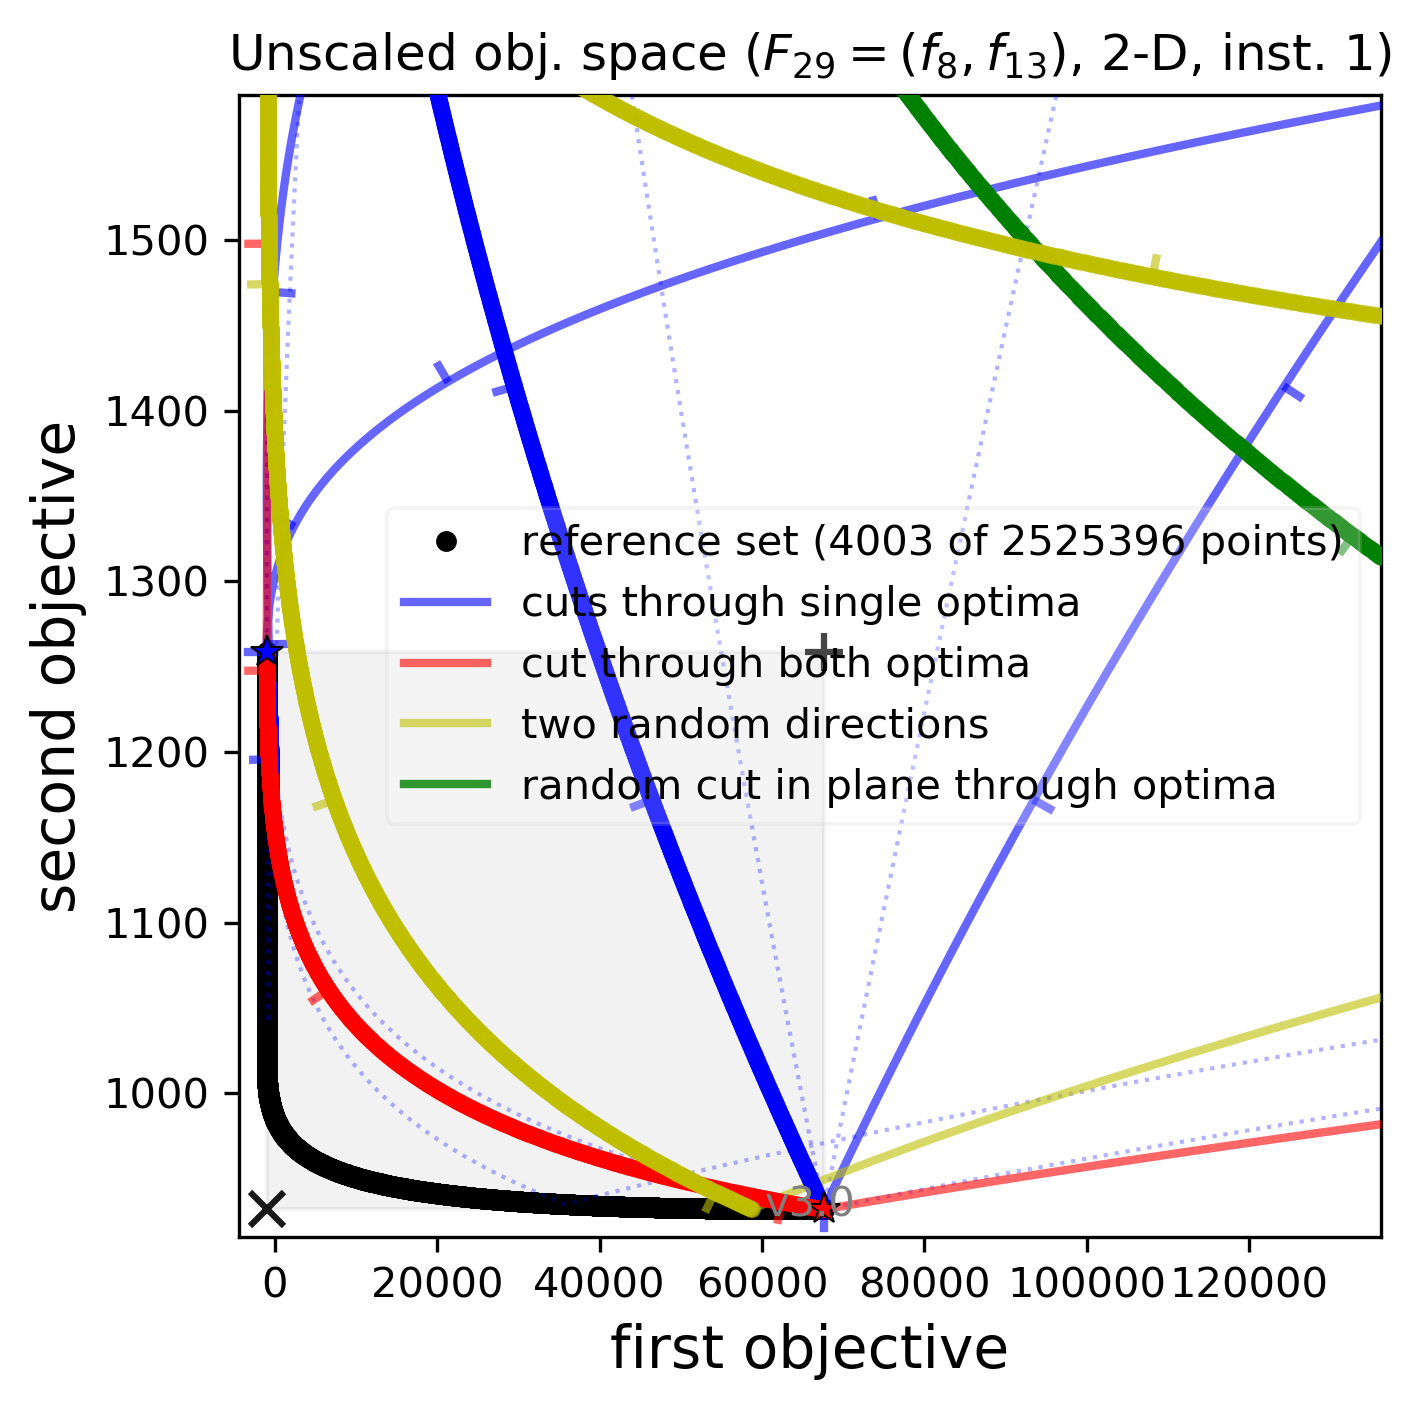 Unscaled obj. space (F₂₉ = (f₈, f₁₃), 2-D, inst. 1)
second objective
1500
1400
1300
1200
1100
1000
reference set (4003 of 2525396 points)
cuts through single optima
cut through both optima
two random directions
random cut in plane through optima
v3.0
0 20000 40000 60000 80000 100000 120000
first objective